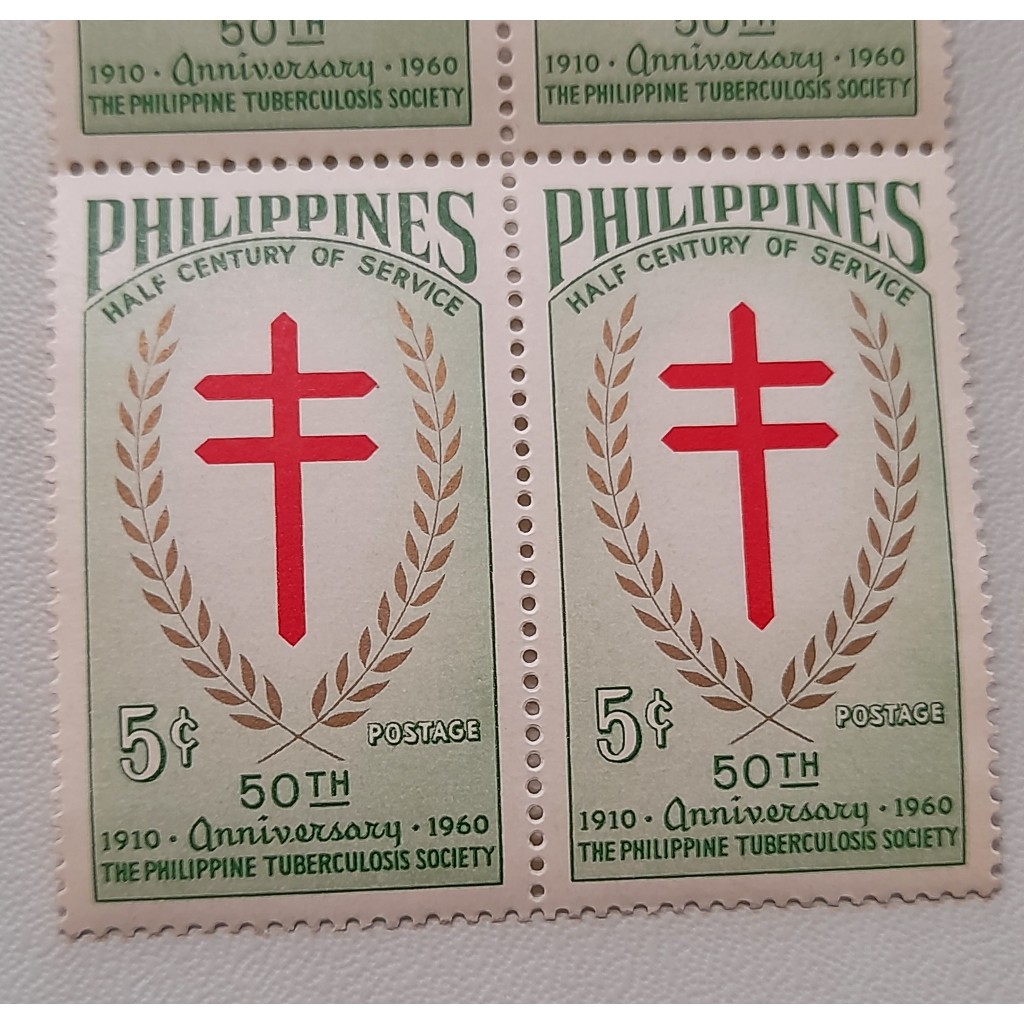 50TH
1910 · Anniversary · 1960
THE PHILIPPINE TUBERCULOSIS SOCIETY
50TH
1910 · Anniversary · 1960
THE PHILIPPINE TUBERCULOSIS SOCIETY
PHILIPPINES
HALF CENTURY OF SERVICE
5¢
POSTAGE
50TH
1910 · Anniversary · 1960
THE PHILIPPINE TUBERCULOSIS SOCIETY
PHILIPPINES
HALF CENTURY OF SERVICE
5¢
POSTAGE
50TH
1910 · Anniversary · 1960
THE PHILIPPINE TUBERCULOSIS SOCIETY